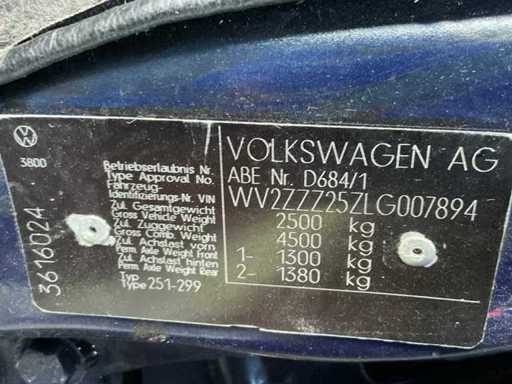 VW
3800
3616024
Betriebserlaubnis Nr.
Type Approval No.
Fahrzeug-
Identifizierungs-Nr. VIN
Zul. Gesamtgewicht
Gross Vehicle Weight
Zul. Zuggewicht
Gross Comb. Weight
Zul. Achslast vorn
Perm. Axle Weight Front
Zul. Achslast hinten
Perm. Axle Weight Rear
Typ
Type 251-299
VOLKSWAGEN AG
ABE Nr. D684/1
WV2ZZZ25ZLG007894
2500 kg
4500 kg
1- 1300 kg
2- 1380 kg